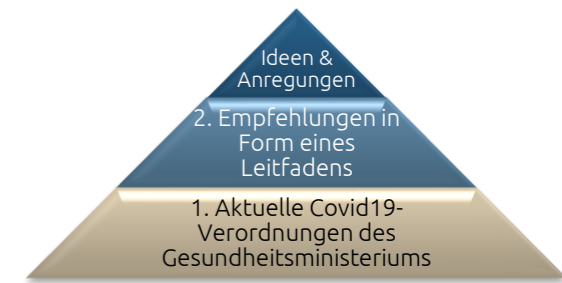 Ideen &
Anregungen
2. Empfehlungen in
Form eines
Leitfadens
1. Aktuelle Covid19-
Verordnungen des
Gesundheitsministeriums